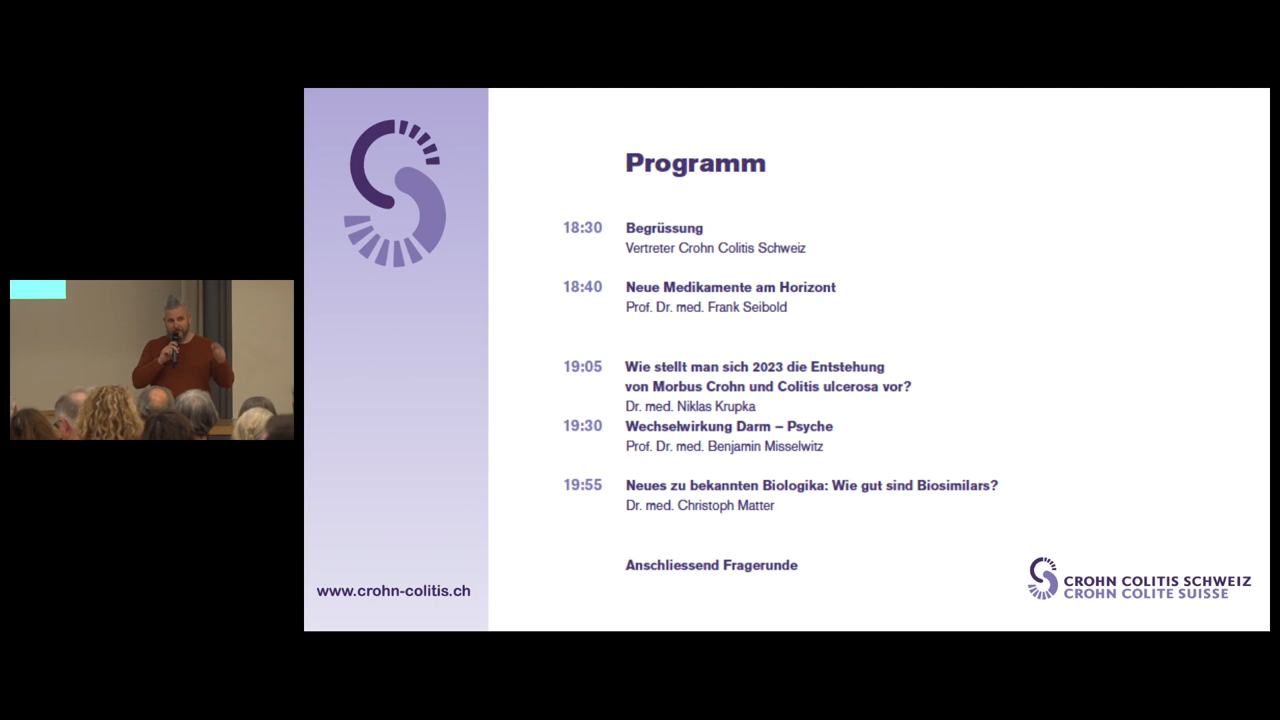 Programm
18:30 Begrüssung
Vertreter Crohn Colitis Schweiz
18:40 Neue Medikamente am Horizont
Prof. Dr. med. Frank Seibold
19:05 Wie stellt man sich 2023 die Entstehung
von Morbus Crohn und Colitis ulcerosa vor?
Dr. med. Niklas Krupka
19:30 Wechselwirkung Darm – Psyche
Prof. Dr. med. Benjamin Misselwitz
19:55 Neues zu bekannten Biologika: Wie gut sind Biosimilars?
Dr. med. Christoph Matter
Anschliessend Fragerunde
www.crohn-colitis.ch
CROHN COLITIS SCHWEIZ
CROHN COLITE SUISSE